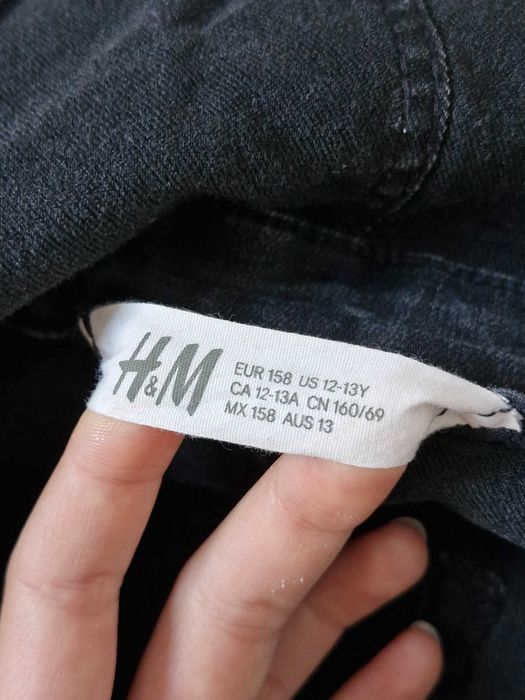 H&M
EUR 158 US 12-13Y
CA 12-13A CN 160/69
MX 158 AUS 13